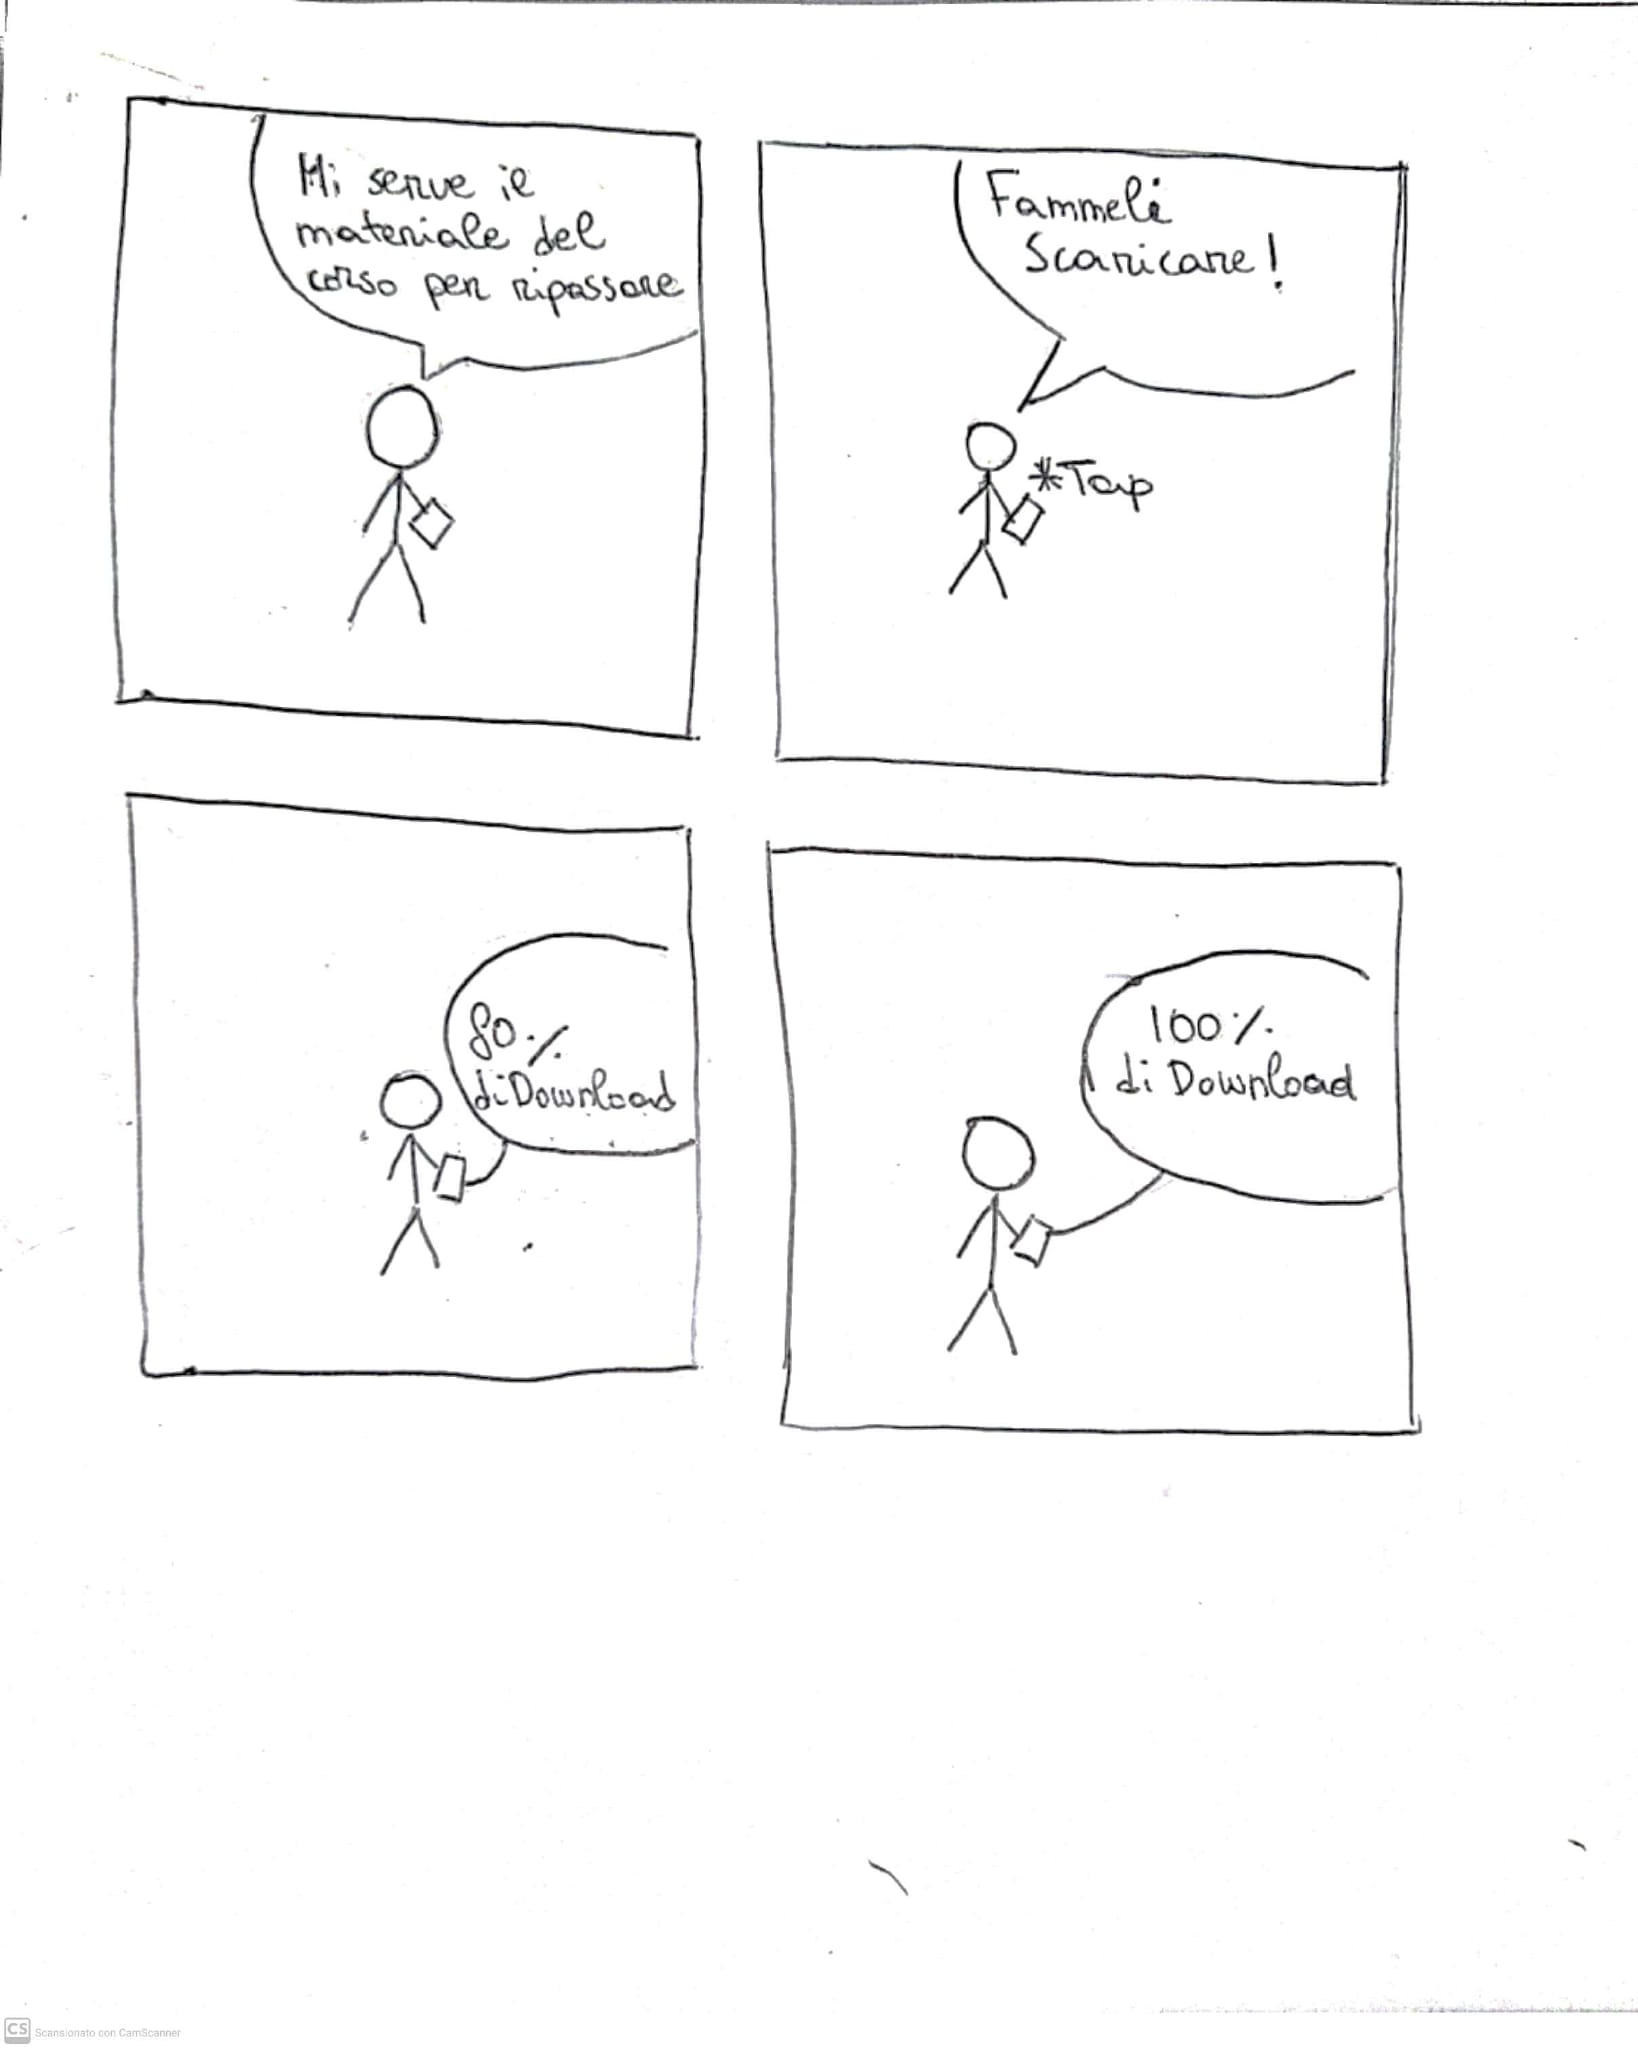 Mi serve il
materiale del
corso per ripassare
Fammeli
Scaricare!
*Tap
80%
di Download
100%
di Download
CS Scansionato con CamScanner